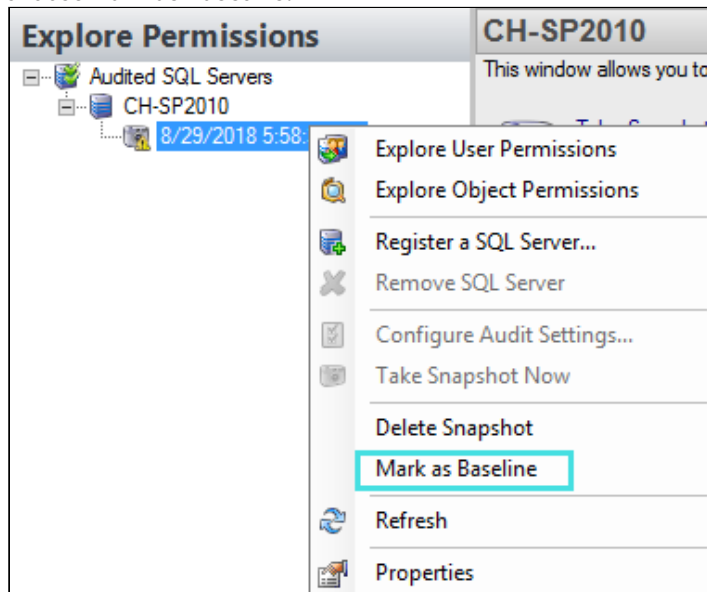 Explore Permissions
Audited SQL Servers
CH-SP2010
8/29/2018 5:58:
CH-SP2010
This window allows you to
Explore User Permissions
Explore Object Permissions
Register a SQL Server...
Remove SQL Server
Configure Audit Settings...
Take Snapshot Now
Delete Snapshot
Mark as Baseline
Refresh
Properties